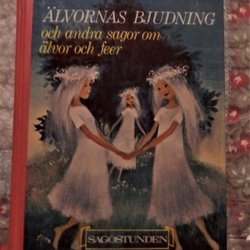 ÄLVORNAS BJUDNING
och andra sagor om
älvor och feer
SAGOSTUNDEN